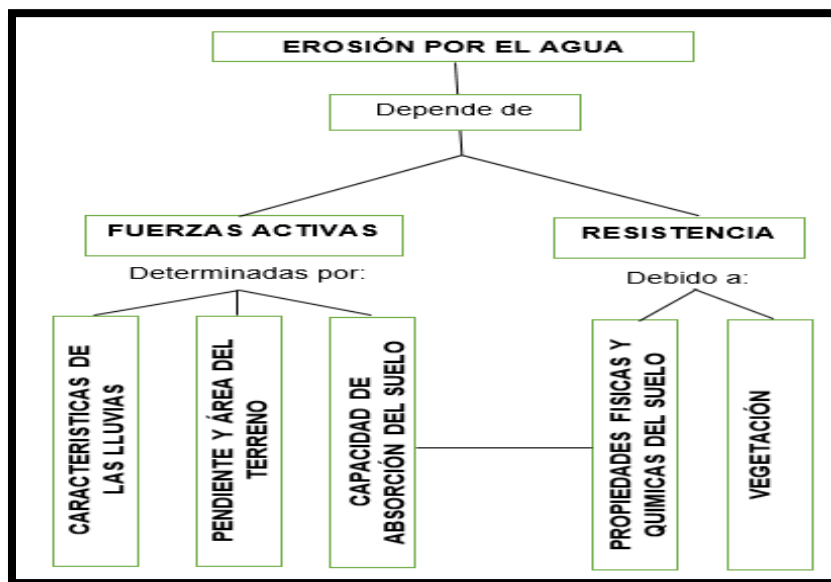 EROSIÓN POR EL AGUA
Depende de
FUERZAS ACTIVAS
Determinadas por:
CARACTERISTICAS DE
LAS LLUVIAS
PENDIENTE Y ÁREA DEL
TERRENO
CAPACIDAD DE
ABSORCIÓN DEL SUELO
RESISTENCIA
Debido a:
PROPIEDADES FISICAS Y
QUIMICAS DEL SUELO
VEGETACIÓN